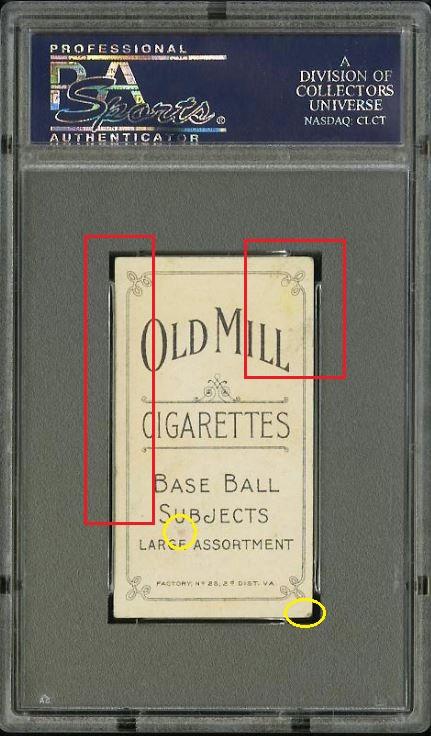 PROFESSIONAL
PSA
Sports®
AUTHENTICATOR
A
DIVISION OF
COLLECTORS
UNIVERSE
NASDAQ: CLCT
OLD MILL
CIGARETTES
BASE BALL
SUBJECTS
LARGE ASSORTMENT
FACTORY, Nº 25, 2ᴰ DIST. VA.